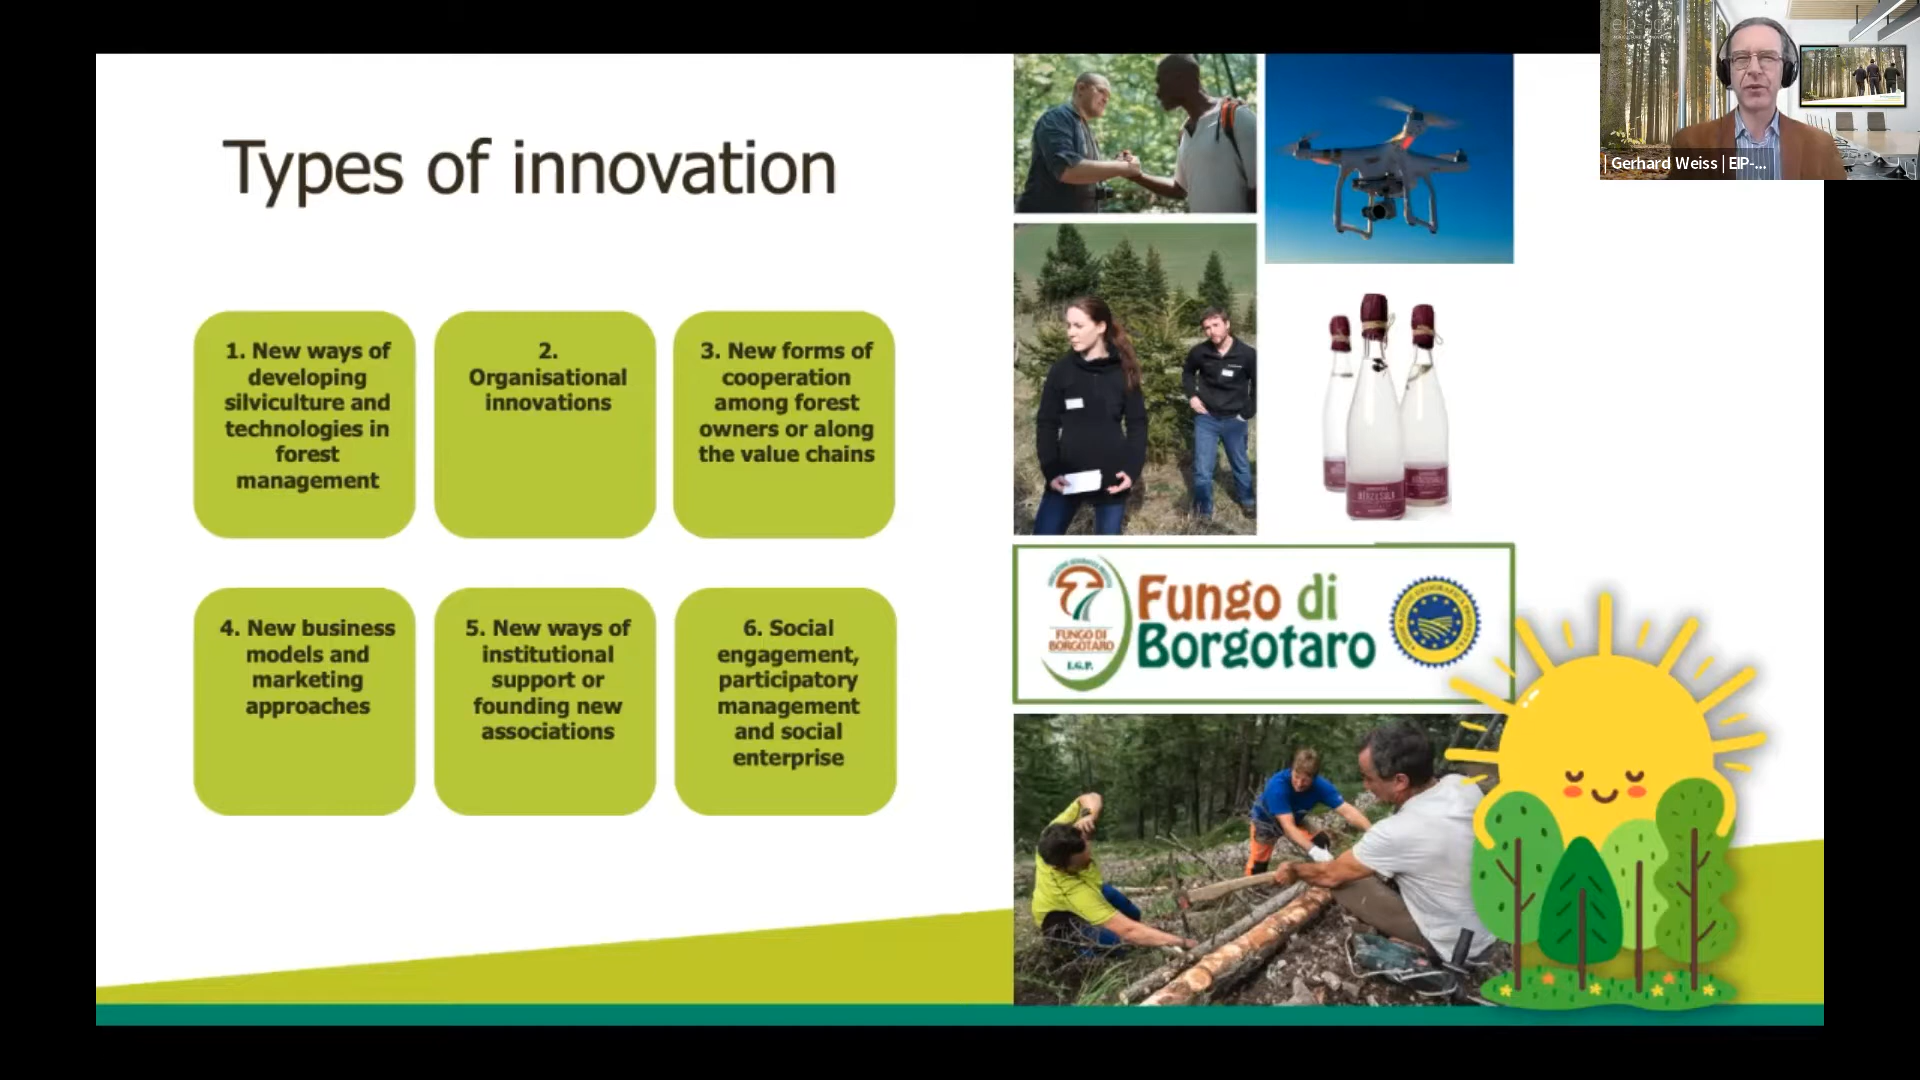 | Gerhard Weiss | EIP-...
Types of innovation
1. New ways of
developing
silviculture and
technologies in
forest
management
2.
Organisational
innovations
3. New forms of
cooperation
among forest
owners or along
the value chains
4. New business
models and
marketing
approaches
5. New ways of
institutional
support or
founding new
associations
6. Social
engagement,
participatory
management
and social
enterprise
FUNGO DI
BORGOTARO
I.G.P.
Fungo di
Borgotaro